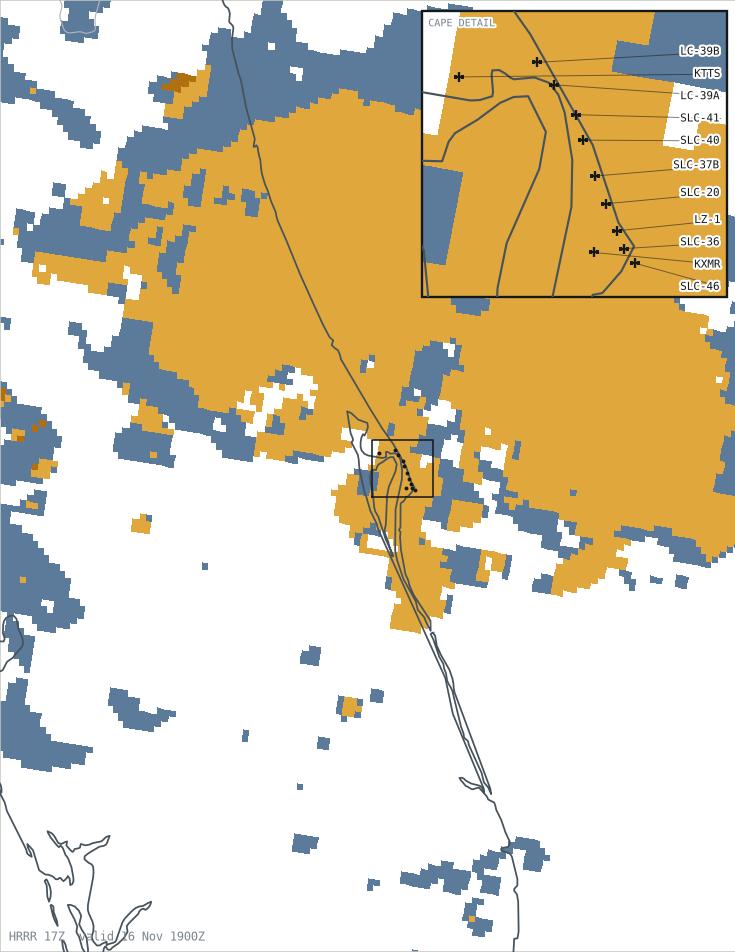 CAPE DETAIL
LC-39B
KTTS
LC-39A
SLC-41
SLC-40
SLC-37B
SLC-20
LZ-1
SLC-36
KXMR
SLC-46
HRRR 17Z valid 16 Nov 1900Z